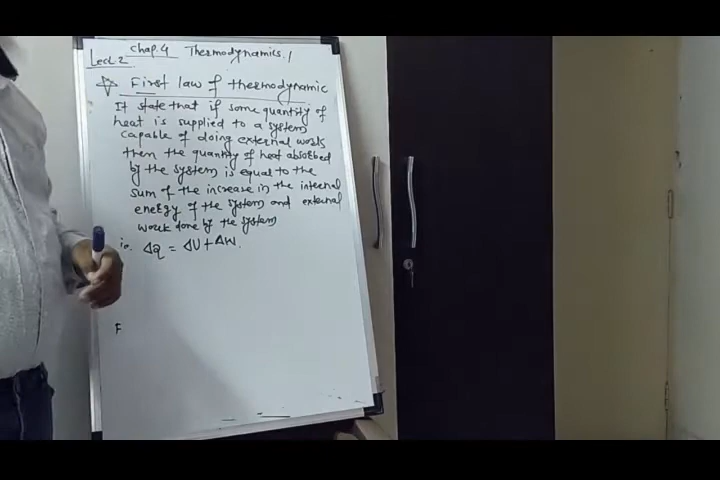 Chap. 4 Thermodynamics. /
Lect. 2
First law of thermodynamic
It state that if some quantity of
heat is supplied to a system
capable of doing external work
then the quantity of heat absorbed
by the system is equal to the
sum of the increase in the internal
energy of the system and external
work done by the system
ie. ΔQ = ΔU + ΔW.
F